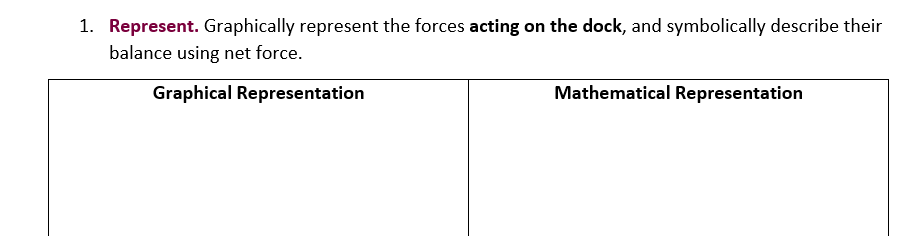 1. Represent. Graphically represent the forces acting on the dock, and symbolically describe their
balance using net force.
Graphical Representation
Mathematical Representation